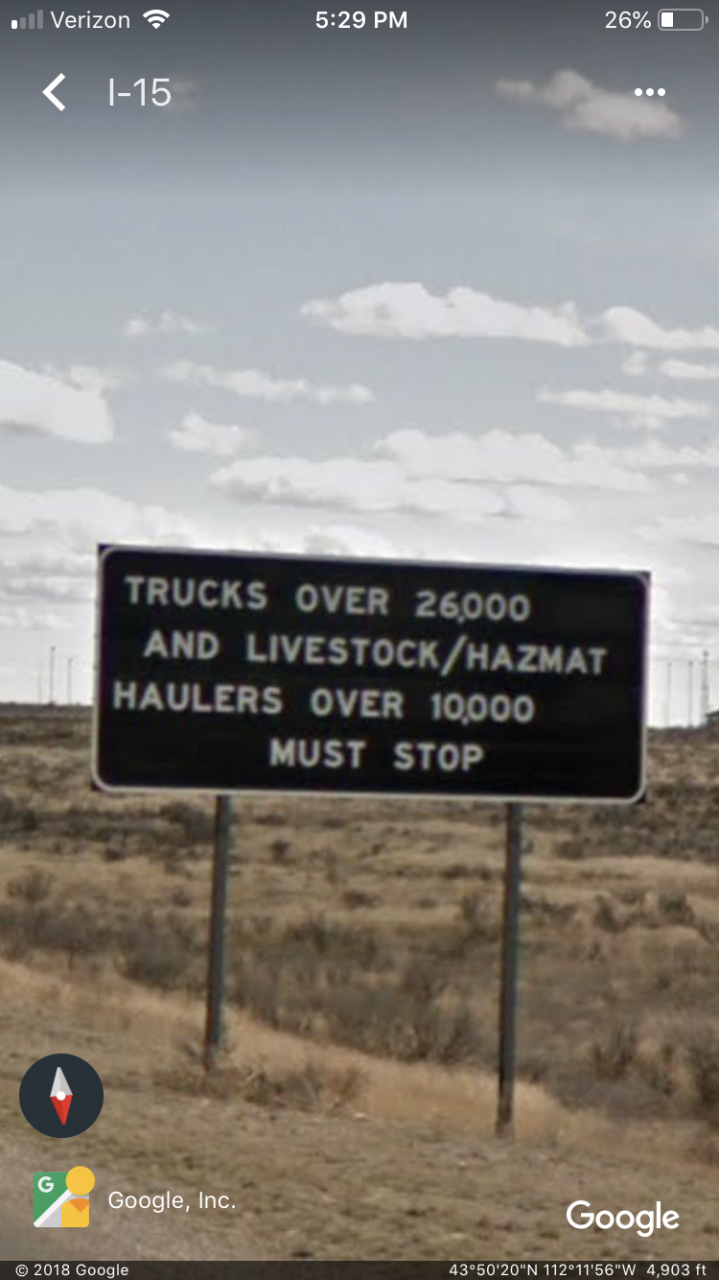 Verizon 5:29 PM 26%
I-15
TRUCKS OVER 26,000
AND LIVESTOCK/HAZMAT
HAULERS OVER 10,000
MUST STOP
G
Google, Inc.
Google
© 2018 Google 43°50'20"N 112°11'56"W 4,903 ft